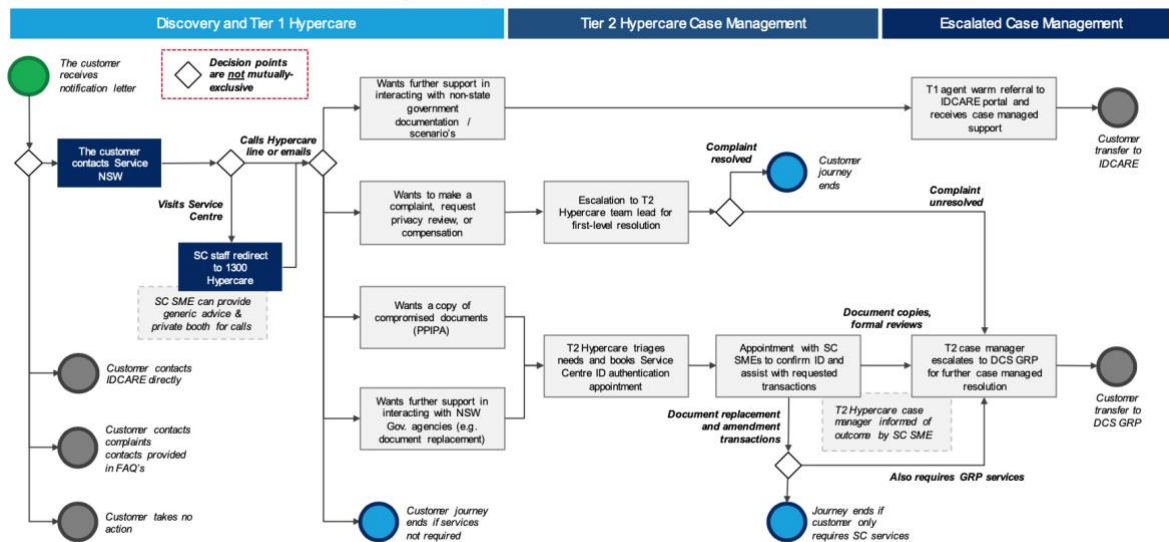 Discovery and Tier 1 Hypercare
Tier 2 Hypercare Case Management
Escalated Case Management
The customer
receives
notification letter
Decision points
are not mutually-
exclusive
Wants further support in
interacting with non-state
government
documentation /
scenario's
T1 agent warm referral to
IDCARE portal and
receives case managed
support
Customer
transfer to
IDCARE
The customer
contacts Service
NSW
Calls Hypercare
line or emails
Visits Service
Centre
SC staff redirect
to 1300
Hypercare
SC SME can provide
generic advice &
private booth for calls
Wants to make a
complaint, request
privacy review, or
compensation
Escalation to T2
Hypercare team lead for
first-level resolution
Complaint
resolved
Customer
journey
ends
Complaint
unresolved
Wants a copy of
compromised documents
(PPIPA)
Wants further support in
interacting with NSW
Gov. agencies (e.g.
document replacement)
T2 Hypercare triages
needs and books Service
Centre ID authentication
appointment
Appointment with SC
SMEs to confirm ID and
assist with requested
transactions
Document copies,
formal reviews
T2 case manager
escalates to DCS GRP
for further case managed
resolution
Customer
transfer to
DCS GRP
Document replacement
and amendment
transactions
T2 Hypercare case
manager informed of
outcome by SC SME
Also requires GRP services
Customer contacts
IDCARE directly
Customer contacts
complaints
contacts provided
in FAQ's
Customer takes no
action
Customer journey
ends if services
not required
Journey ends if
customer only
requires SC services